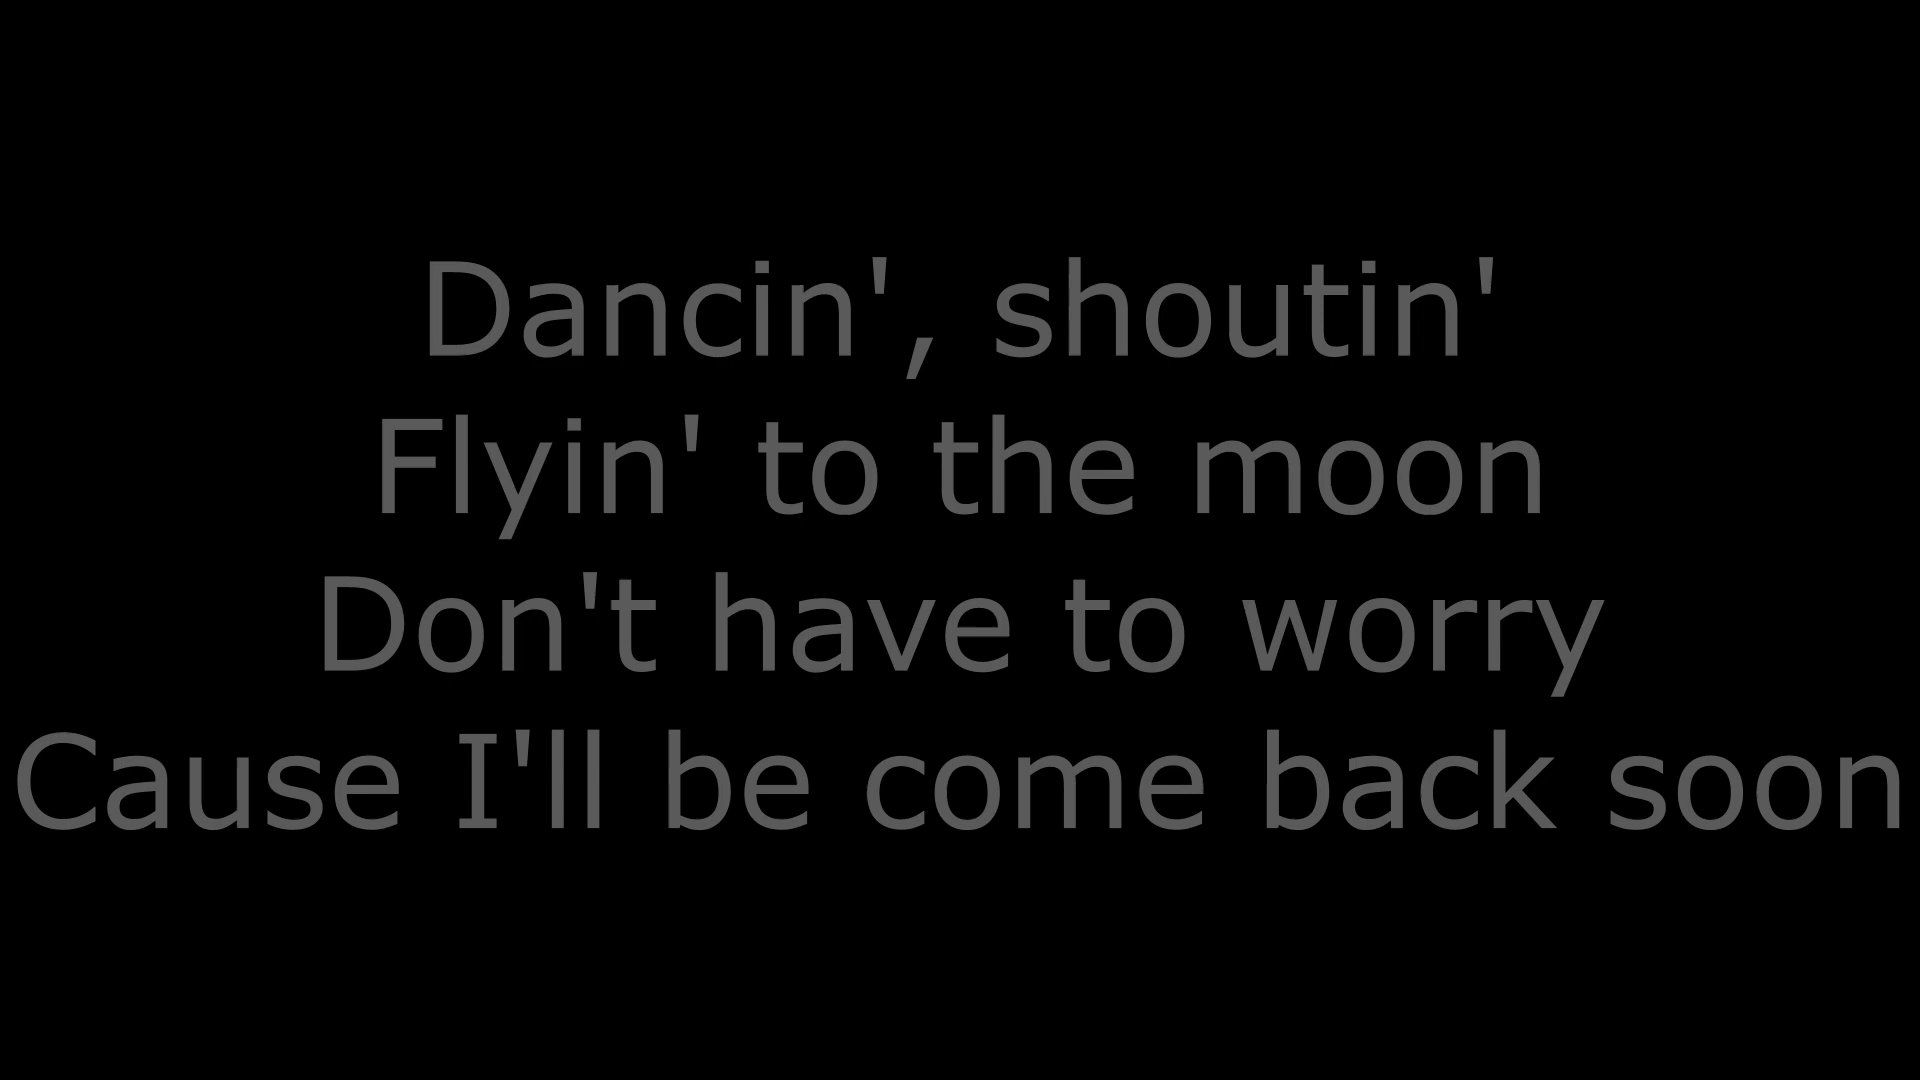 Dancin', shoutin'
Flyin' to the moon
Don't have to worry
Cause I'll be come back soon